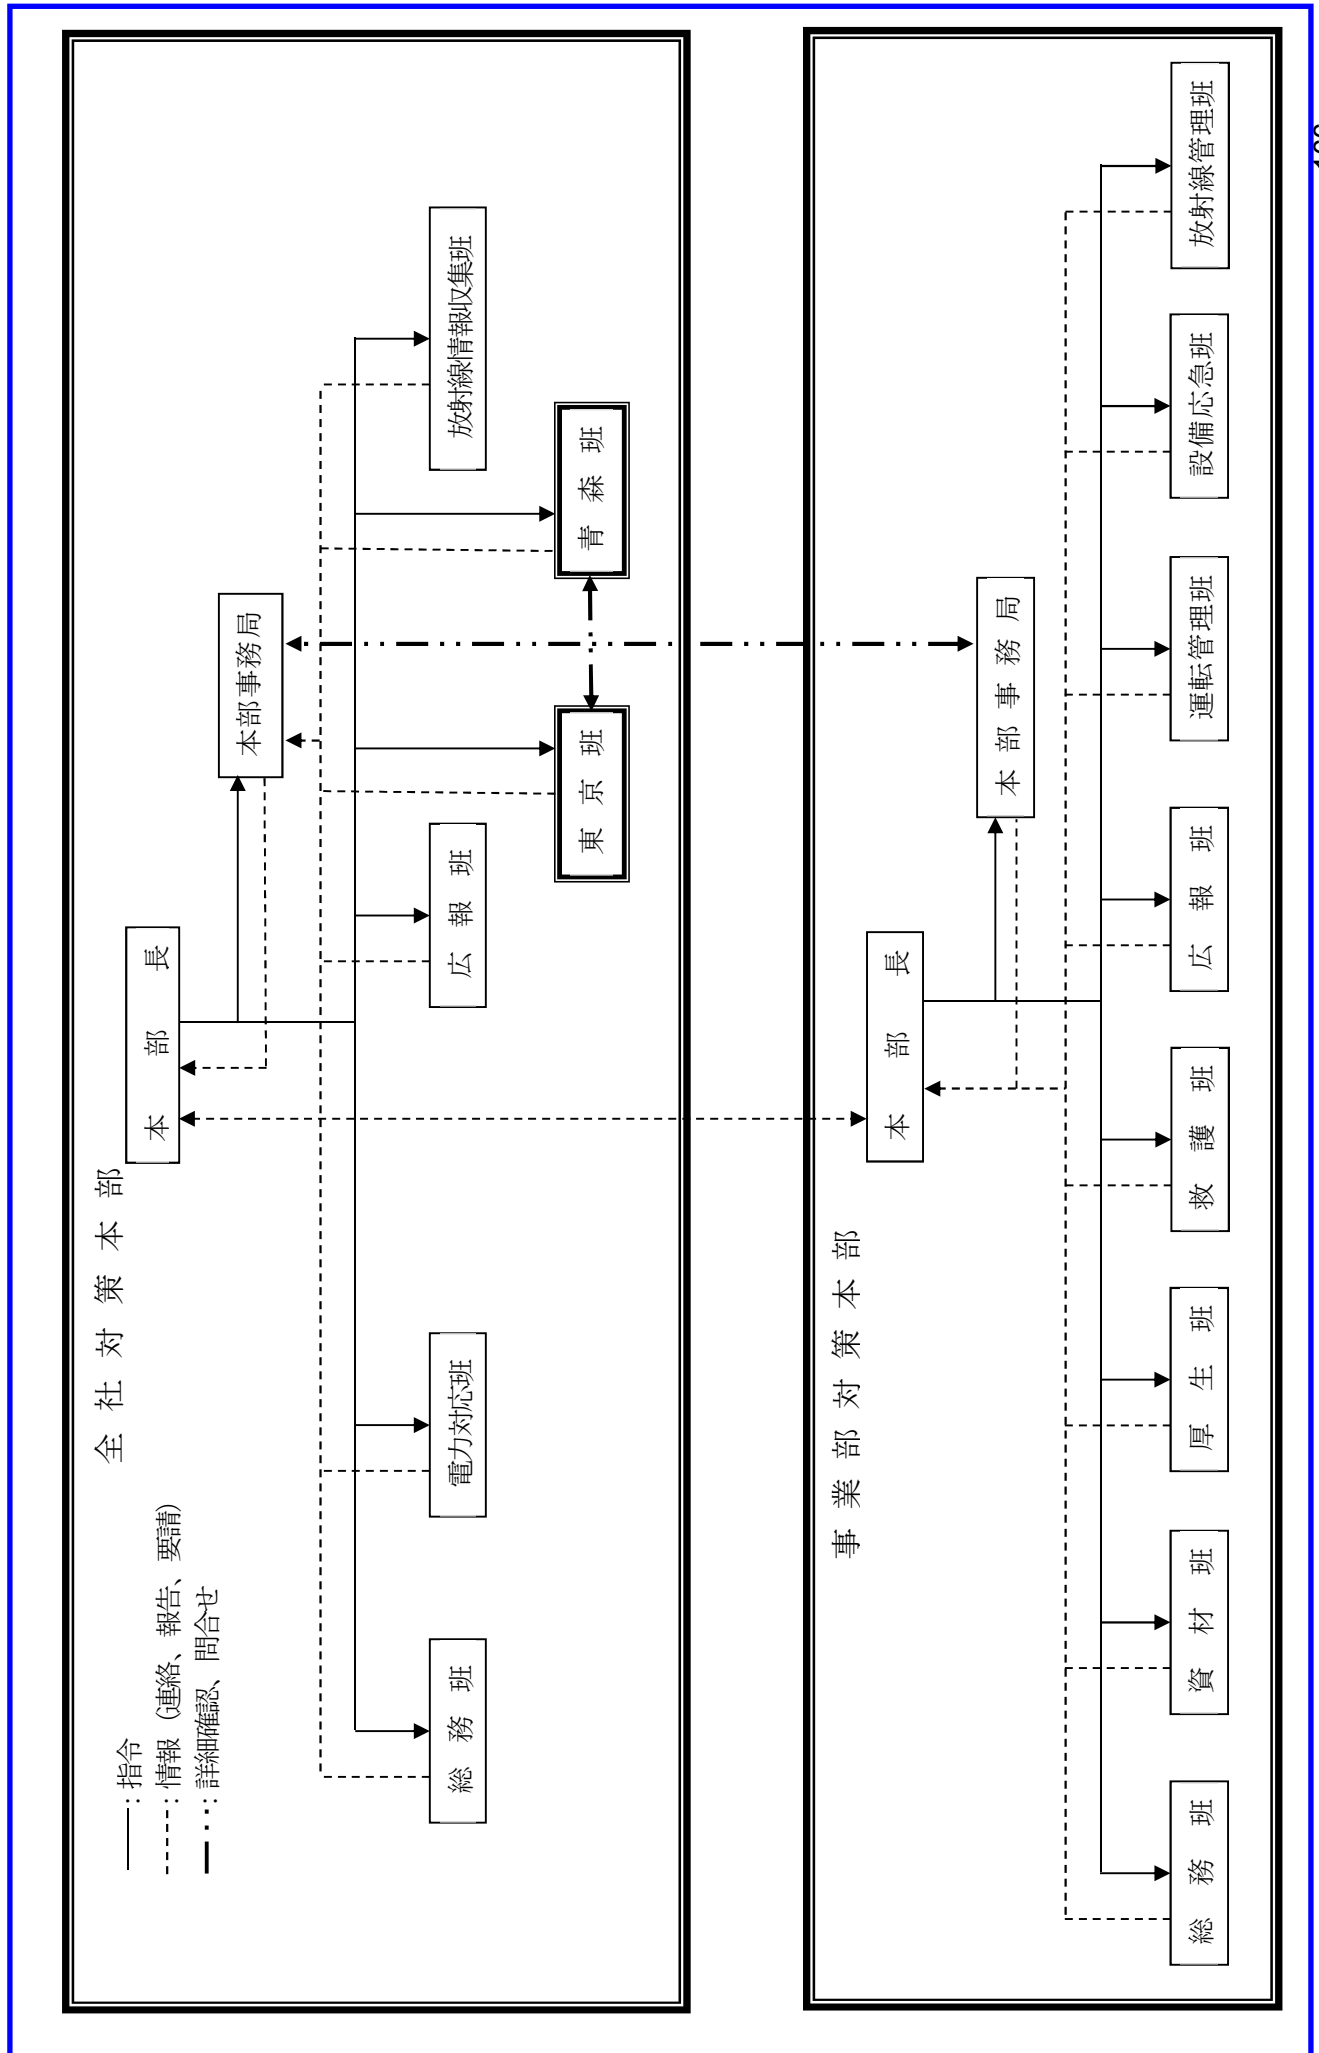 全社対策本部
――: 指令
-----: 情報（連絡、報告、要請）
━ ‥: 詳細確認、問合せ
本部長
本部事務局
総務班
電力対応班
広報班
放射線情報収集班
東京班
青森班
事業部対策本部
本部長
本部事務局
総務班
資材班
厚生班
救護班
広報班
運転管理班
設備応急班
放射線管理班